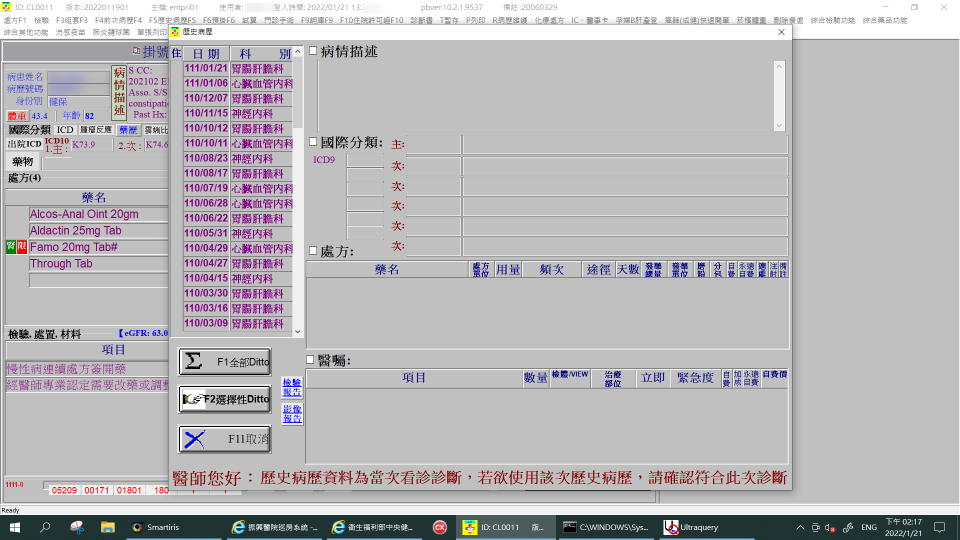 ID: CL0011 版本: 2022011901 主機: entpri01 使用者: 登入時間: 2022/01/21 13: pbver:10.2.1.9537 備註: 20060329
處方F1 檢驗 F3組套F3 F4前次病歷F4 F5歷史病歷F5 F6預掛F6 試算 門診手術 F9視窗F9 F10住院許可證F10 診斷書 T暫存 P列印 R病歷維護 化療處方 IC、醫事卡 孕婦B肝產登 高齡(成健)快速開單 菸檳癮重 刪除餐處 綜合檢驗功能 綜合藥品功能
綜合其他功能 流感疫苗 肺炎鏈球菌 單張列印
掛號
歷史病歷
住 日 期 科 別
111/01/21 胃腸肝膽科
111/01/06 心臟血管內科
110/12/07 胃腸肝膽科
110/11/15 神經內科
110/10/12 胃腸肝膽科
110/10/11 心臟血管內科
110/08/23 神經內科
110/08/17 胃腸肝膽科
110/07/19 心臟血管內科
110/06/28 心臟血管內科
110/06/22 胃腸肝膽科
110/05/31 神經內科
110/04/29 心臟血管內科
110/04/27 胃腸肝膽科
110/04/15 神經內科
110/03/30 胃腸肝膽科
110/03/16 胃腸肝膽科
110/03/09 胃腸肝膽科
病患姓名
病歷號碼
身份別 健保
病情描述
S CC:
202102 E
Asso. S/S
constipatic
Past Hx:
體重 43.4 年齡 82
國際分類 ICD 腫瘤反應 藥歷 雲端比
出院ICD ICD10
1.主: K73.9 2.次: K74.6
藥物
處方(4)
藥名
Alcos-Anal Oint 20gm
Aldactin 25mg Tab
腎 限 Famo 20mg Tab#
Through Tab
檢驗, 處置, 材料 【eGFR: 63.0
項目
慢性病連續處方簽開藥
經醫師專業認定需要改藥或調整
1111-0
05209 00171 01801 180
病情描述
國際分類: 主:
ICD9 次:
次:
次:
次:
次:
處方:
藥名 處方單位 用量 頻次 途徑 天數 發藥總量 發藥單位 磨粉 分包 自費 永遠自費 連處 注射 備註
醫囑:
項目 數量 檢體/VIEW 治療部位 立即 緊急度 自費 加成 永遠自費 自費價
F1全部Ditto
F2選擇性Ditto
F11取消
檢驗報告
影像報告
醫師您好：歷史病歷資料為當次看診診斷，若欲使用該次歷史病歷，請確認符合此次診斷
Ready
Smartiris
振興醫院巡房系統 -...
衛生福利部中央健...
CX
ID: CL0011 版...
C:\WINDOWS\Sys...
Ultraquery
ENG
下午 02:17
2022/1/21